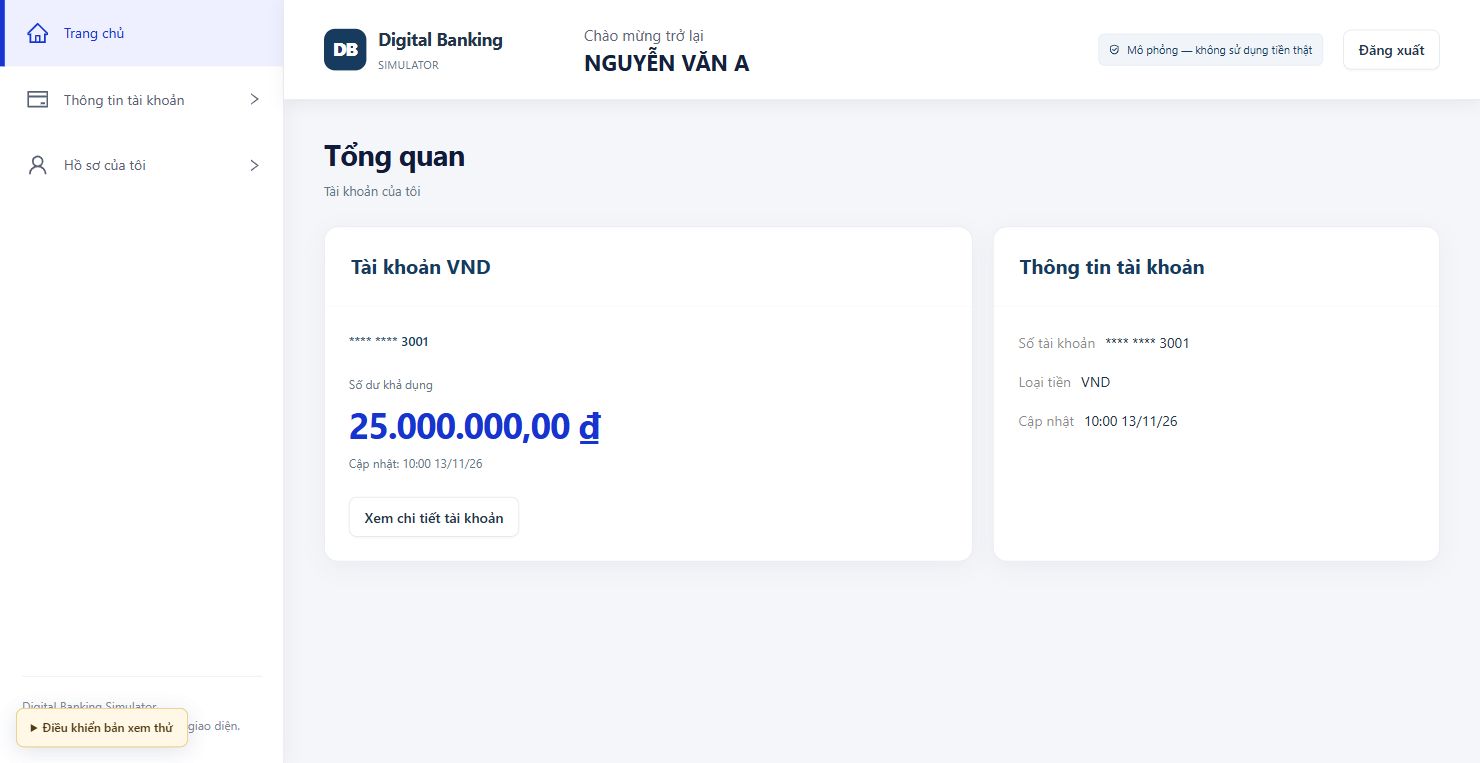 Trang chủ
Thông tin tài khoản
Hồ sơ của tôi
DB
Digital Banking
SIMULATOR
Chào mừng trở lại
NGUYỄN VĂN A
Mô phỏng — không sử dụng tiền thật
Đăng xuất
Tổng quan
Tài khoản của tôi
Tài khoản VND
**** **** 3001
Số dư khả dụng
25.000.000,00 ₫
Cập nhật: 10:00 13/11/26
Xem chi tiết tài khoản
Thông tin tài khoản
Số tài khoản **** **** 3001
Loại tiền VND
Cập nhật 10:00 13/11/26
Digital Banking Simulator
giao diện.
▶ Điều khiển bản xem thử